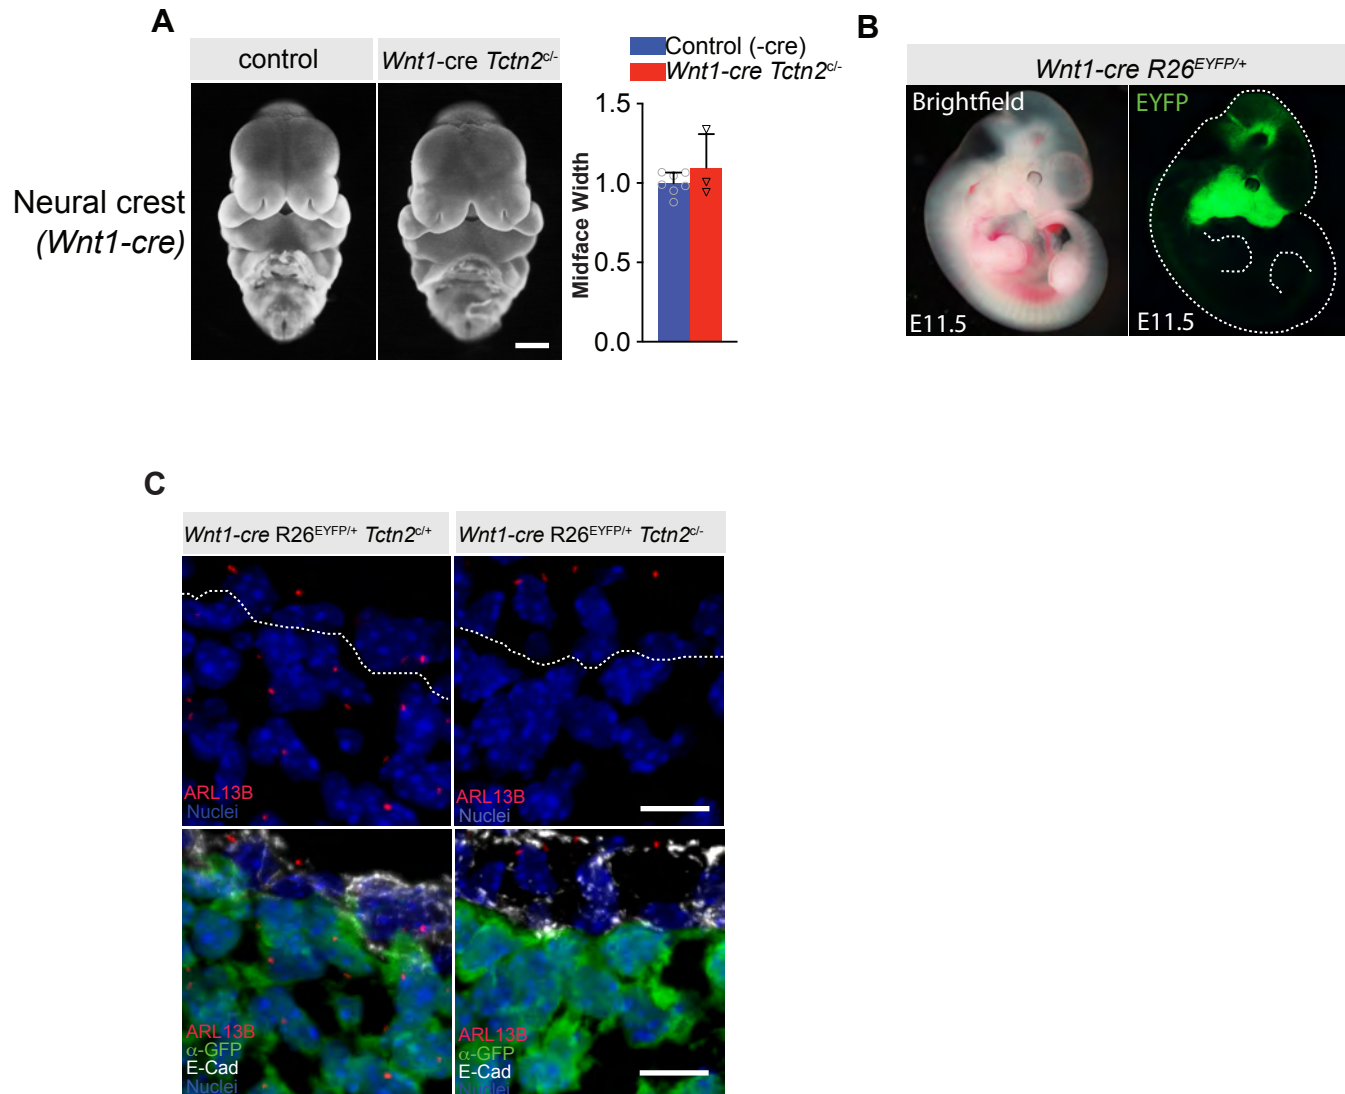 A
control
Wnt1-cre Tctn2c/-
Neural crest
(Wnt1-cre)
Control (-cre)
Wnt1-cre Tctn2c/-
Midface Width
1.5
1.0
0.5
0.0
B
Wnt1-cre R26EYFP/+
Brightfield
E11.5
EYFP
E11.5
C
Wnt1-cre R26EYFP/+ Tctn2c/+
Wnt1-cre R26EYFP/+ Tctn2c/-
ARL13B
Nuclei
ARL13B
Nuclei
ARL13B
α-GFP
E-Cad
Nuclei
ARL13B
α-GFP
E-Cad
Nuclei